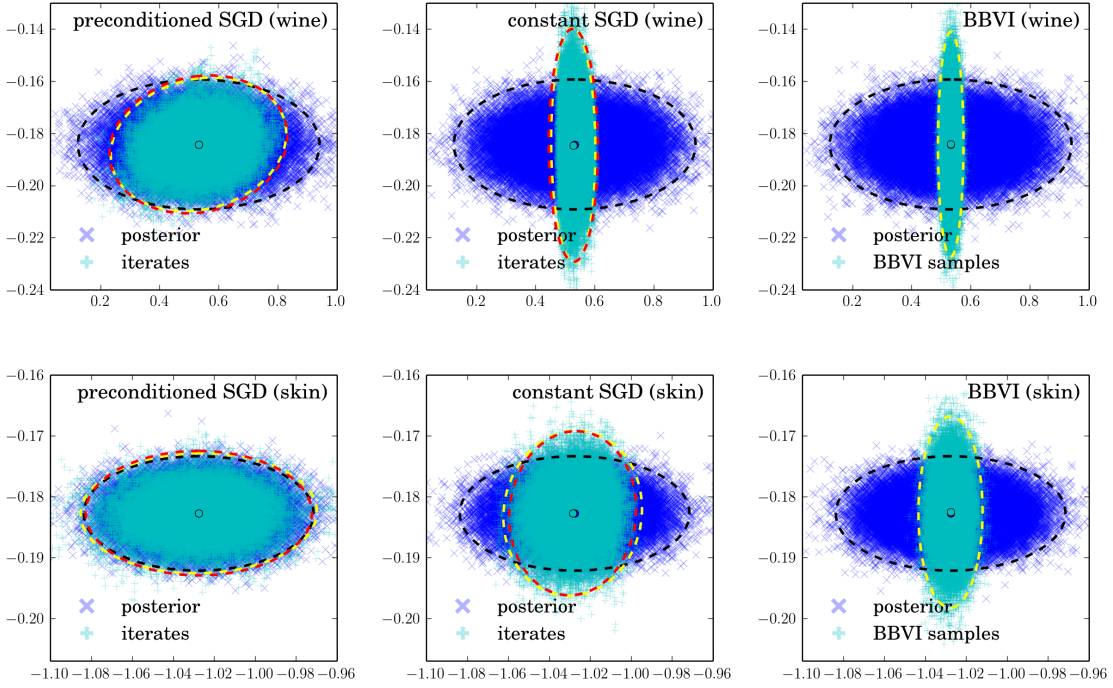 preconditioned SGD (wine)
−0.14
−0.16
−0.18
−0.20
−0.22
−0.24
posterior
iterates
0.2 0.4 0.6 0.8 1.0
constant SGD (wine)
−0.14
−0.16
−0.18
−0.20
−0.22
−0.24
posterior
iterates
0.2 0.4 0.6 0.8 1.0
BBVI (wine)
−0.14
−0.16
−0.18
−0.20
−0.22
−0.24
posterior
BBVI samples
0.2 0.4 0.6 0.8 1.0
preconditioned SGD (skin)
−0.16
−0.17
−0.18
−0.19
−0.20
posterior
iterates
−1.10 −1.08 −1.06 −1.04 −1.02 −1.00 −0.98 −0.96
constant SGD (skin)
−0.16
−0.17
−0.18
−0.19
−0.20
posterior
iterates
−1.10 −1.08 −1.06 −1.04 −1.02 −1.00 −0.98 −0.96
BBVI (skin)
−0.16
−0.17
−0.18
−0.19
−0.20
posterior
BBVI samples
−1.10 −1.08 −1.06 −1.04 −1.02 −1.00 −0.98 −0.96